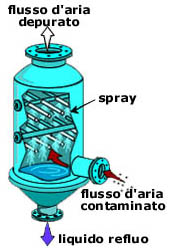 flusso d'aria
depurato
spray
flusso d'aria
contaminato
liquido refluo